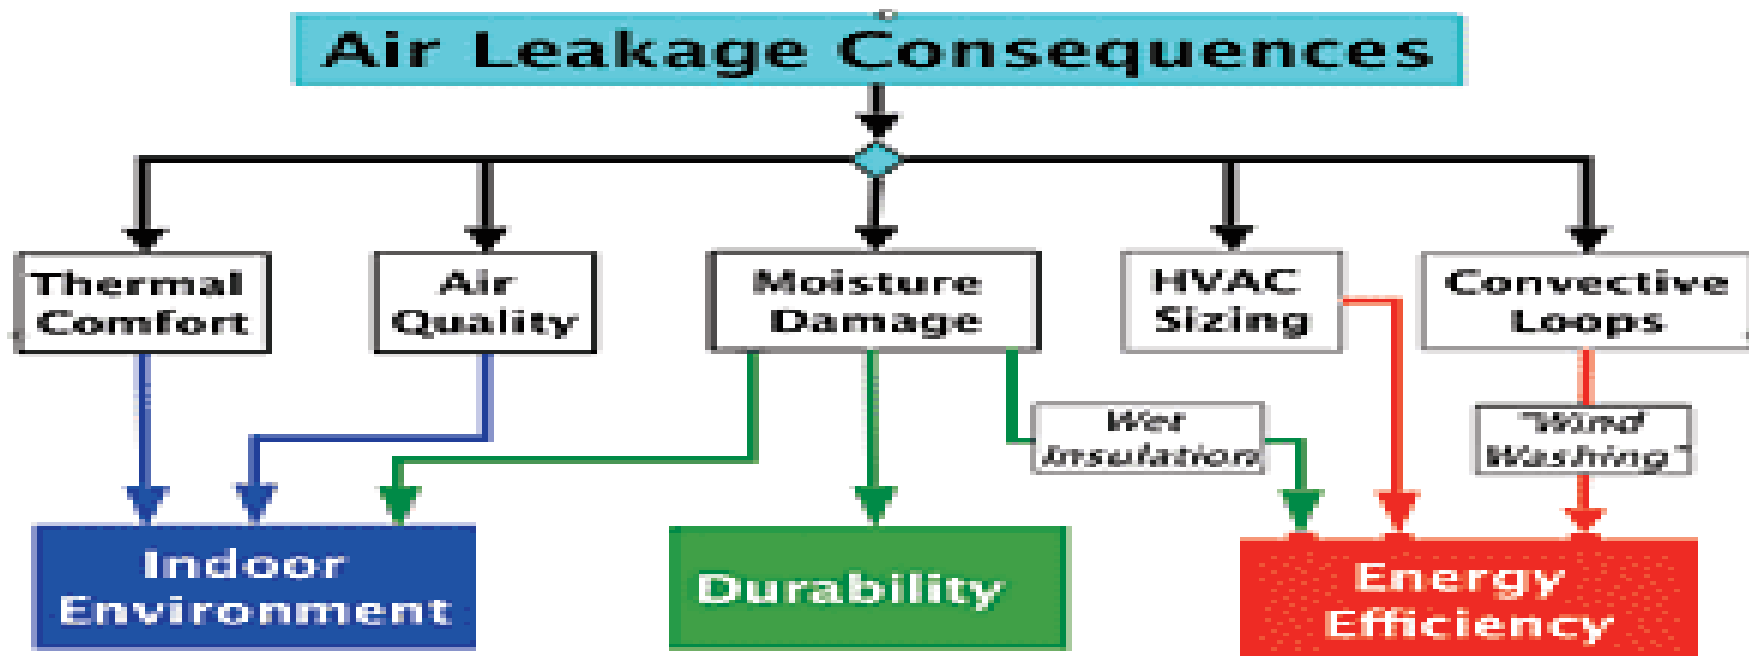 Air Leakage Consequences
Thermal
Comfort
Air
Quality
Moisture
Damage
HVAC
Sizing
Convective
Loops
Wet
Insulation
"Wind
Washing"
Indoor
Environment
Durability
Energy
Efficiency